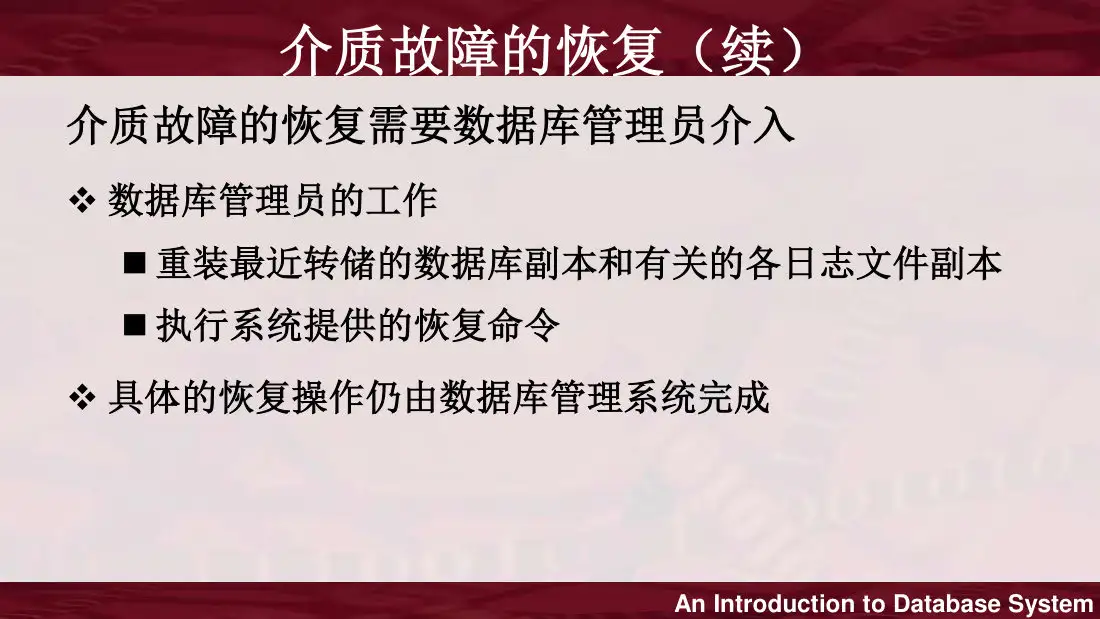 介质故障的恢复（续）
介质故障的恢复需要数据库管理员介入
❖ 数据库管理员的工作
■ 重装最近转储的数据库副本和有关的各日志文件副本
■ 执行系统提供的恢复命令
❖ 具体的恢复操作仍由数据库管理系统完成
An Introduction to Database System